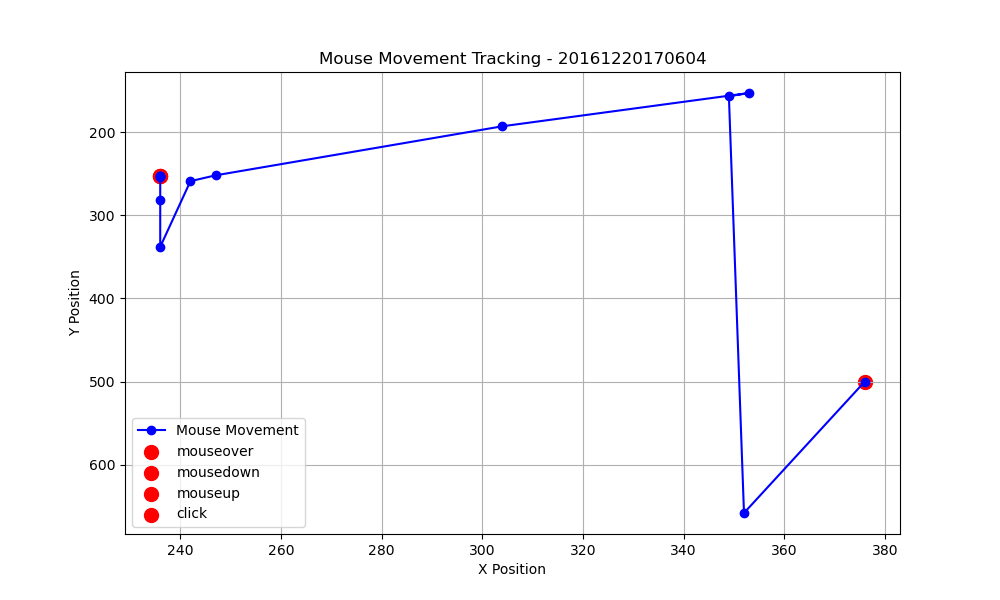 Mouse Movement Tracking - 20161220170604
200
300
400
500
600
Y Position
Mouse Movement
mouseover
mousedown
mouseup
click
240
260
280
300
320
340
360
380
X Position